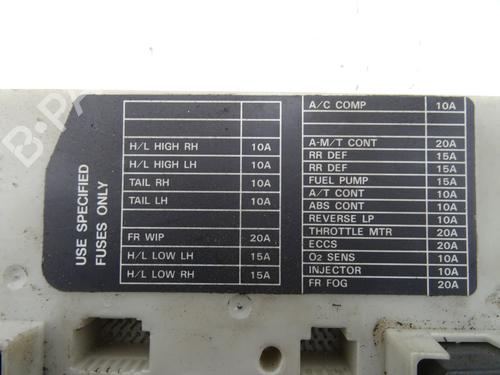 USE SPECIFIED
FUSES ONLY
H/L HIGH RH 10A
H/L HIGH LH 10A
TAIL RH 10A
TAIL LH 10A
FR WIP 20A
H/L LOW LH 15A
H/L LOW RH 15A
A/C COMP 10A
A-M/T CONT 20A
RR DEF 15A
RR DEF 15A
FUEL PUMP 15A
A/T CONT 10A
ABS CONT 10A
REVERSE LP 10A
THROTTLE MTR 20A
ECCS 20A
O2 SENS 10A
INJECTOR 10A
FR FOG 20A